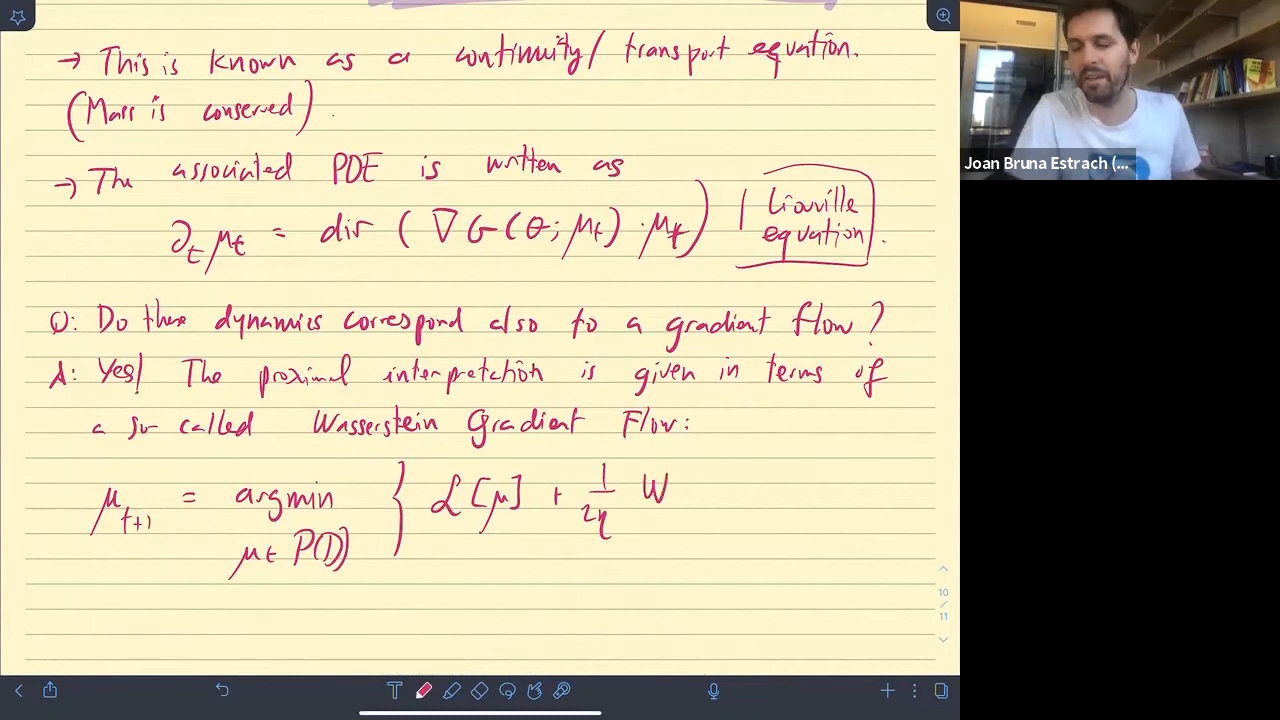 → This is known as a continuity/ transport equation.
(Mass is conserved).
→ The associated PDE is written as
∂_t μ_t = div ( ∇G(θ; μ_t) · μ_t ) | Liouville equation.
Q: Do these dynamics correspond also to a gradient flow?
A: Yes! The proximal interpretation is given in terms of
a so called Wasserstein Gradient Flow:
μ_{t+1} = argmin { L[μ] + 1/2η W
μ∈ P(D)
Joan Bruna Estrach (...
10
/
11
T